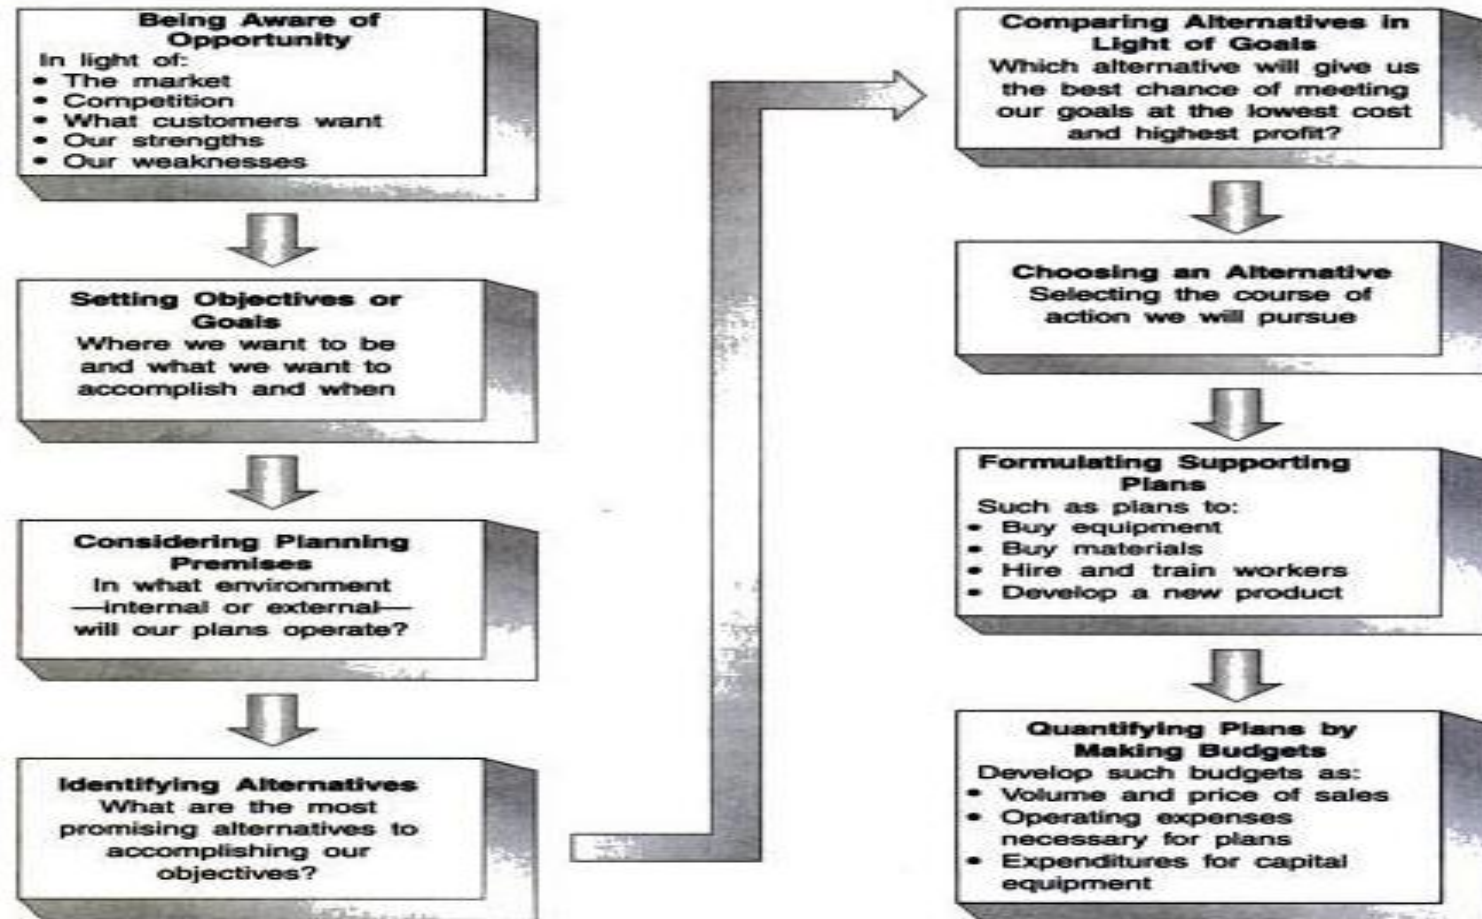 Being Aware of
Opportunity
In light of:
• The market
• Competition
• What customers want
• Our strengths
• Our weaknesses
Setting Objectives or
Goals
Where we want to be
and what we want to
accomplish and when
Considering Planning
Premises
In what environment
—internal or external—
will our plans operate?
Identifying Alternatives
What are the most
promising alternatives to
accomplishing our
objectives?
Comparing Alternatives in
Light of Goals
Which alternative will give us
the best chance of meeting
our goals at the lowest cost
and highest profit?
Choosing an Alternative
Selecting the course of
action we will pursue
Formulating Supporting
Plans
Such as plans to:
• Buy equipment
• Buy materials
• Hire and train workers
• Develop a new product
Quantifying Plans by
Making Budgets
Develop such budgets as:
• Volume and price of sales
• Operating expenses
necessary for plans
• Expenditures for capital
equipment